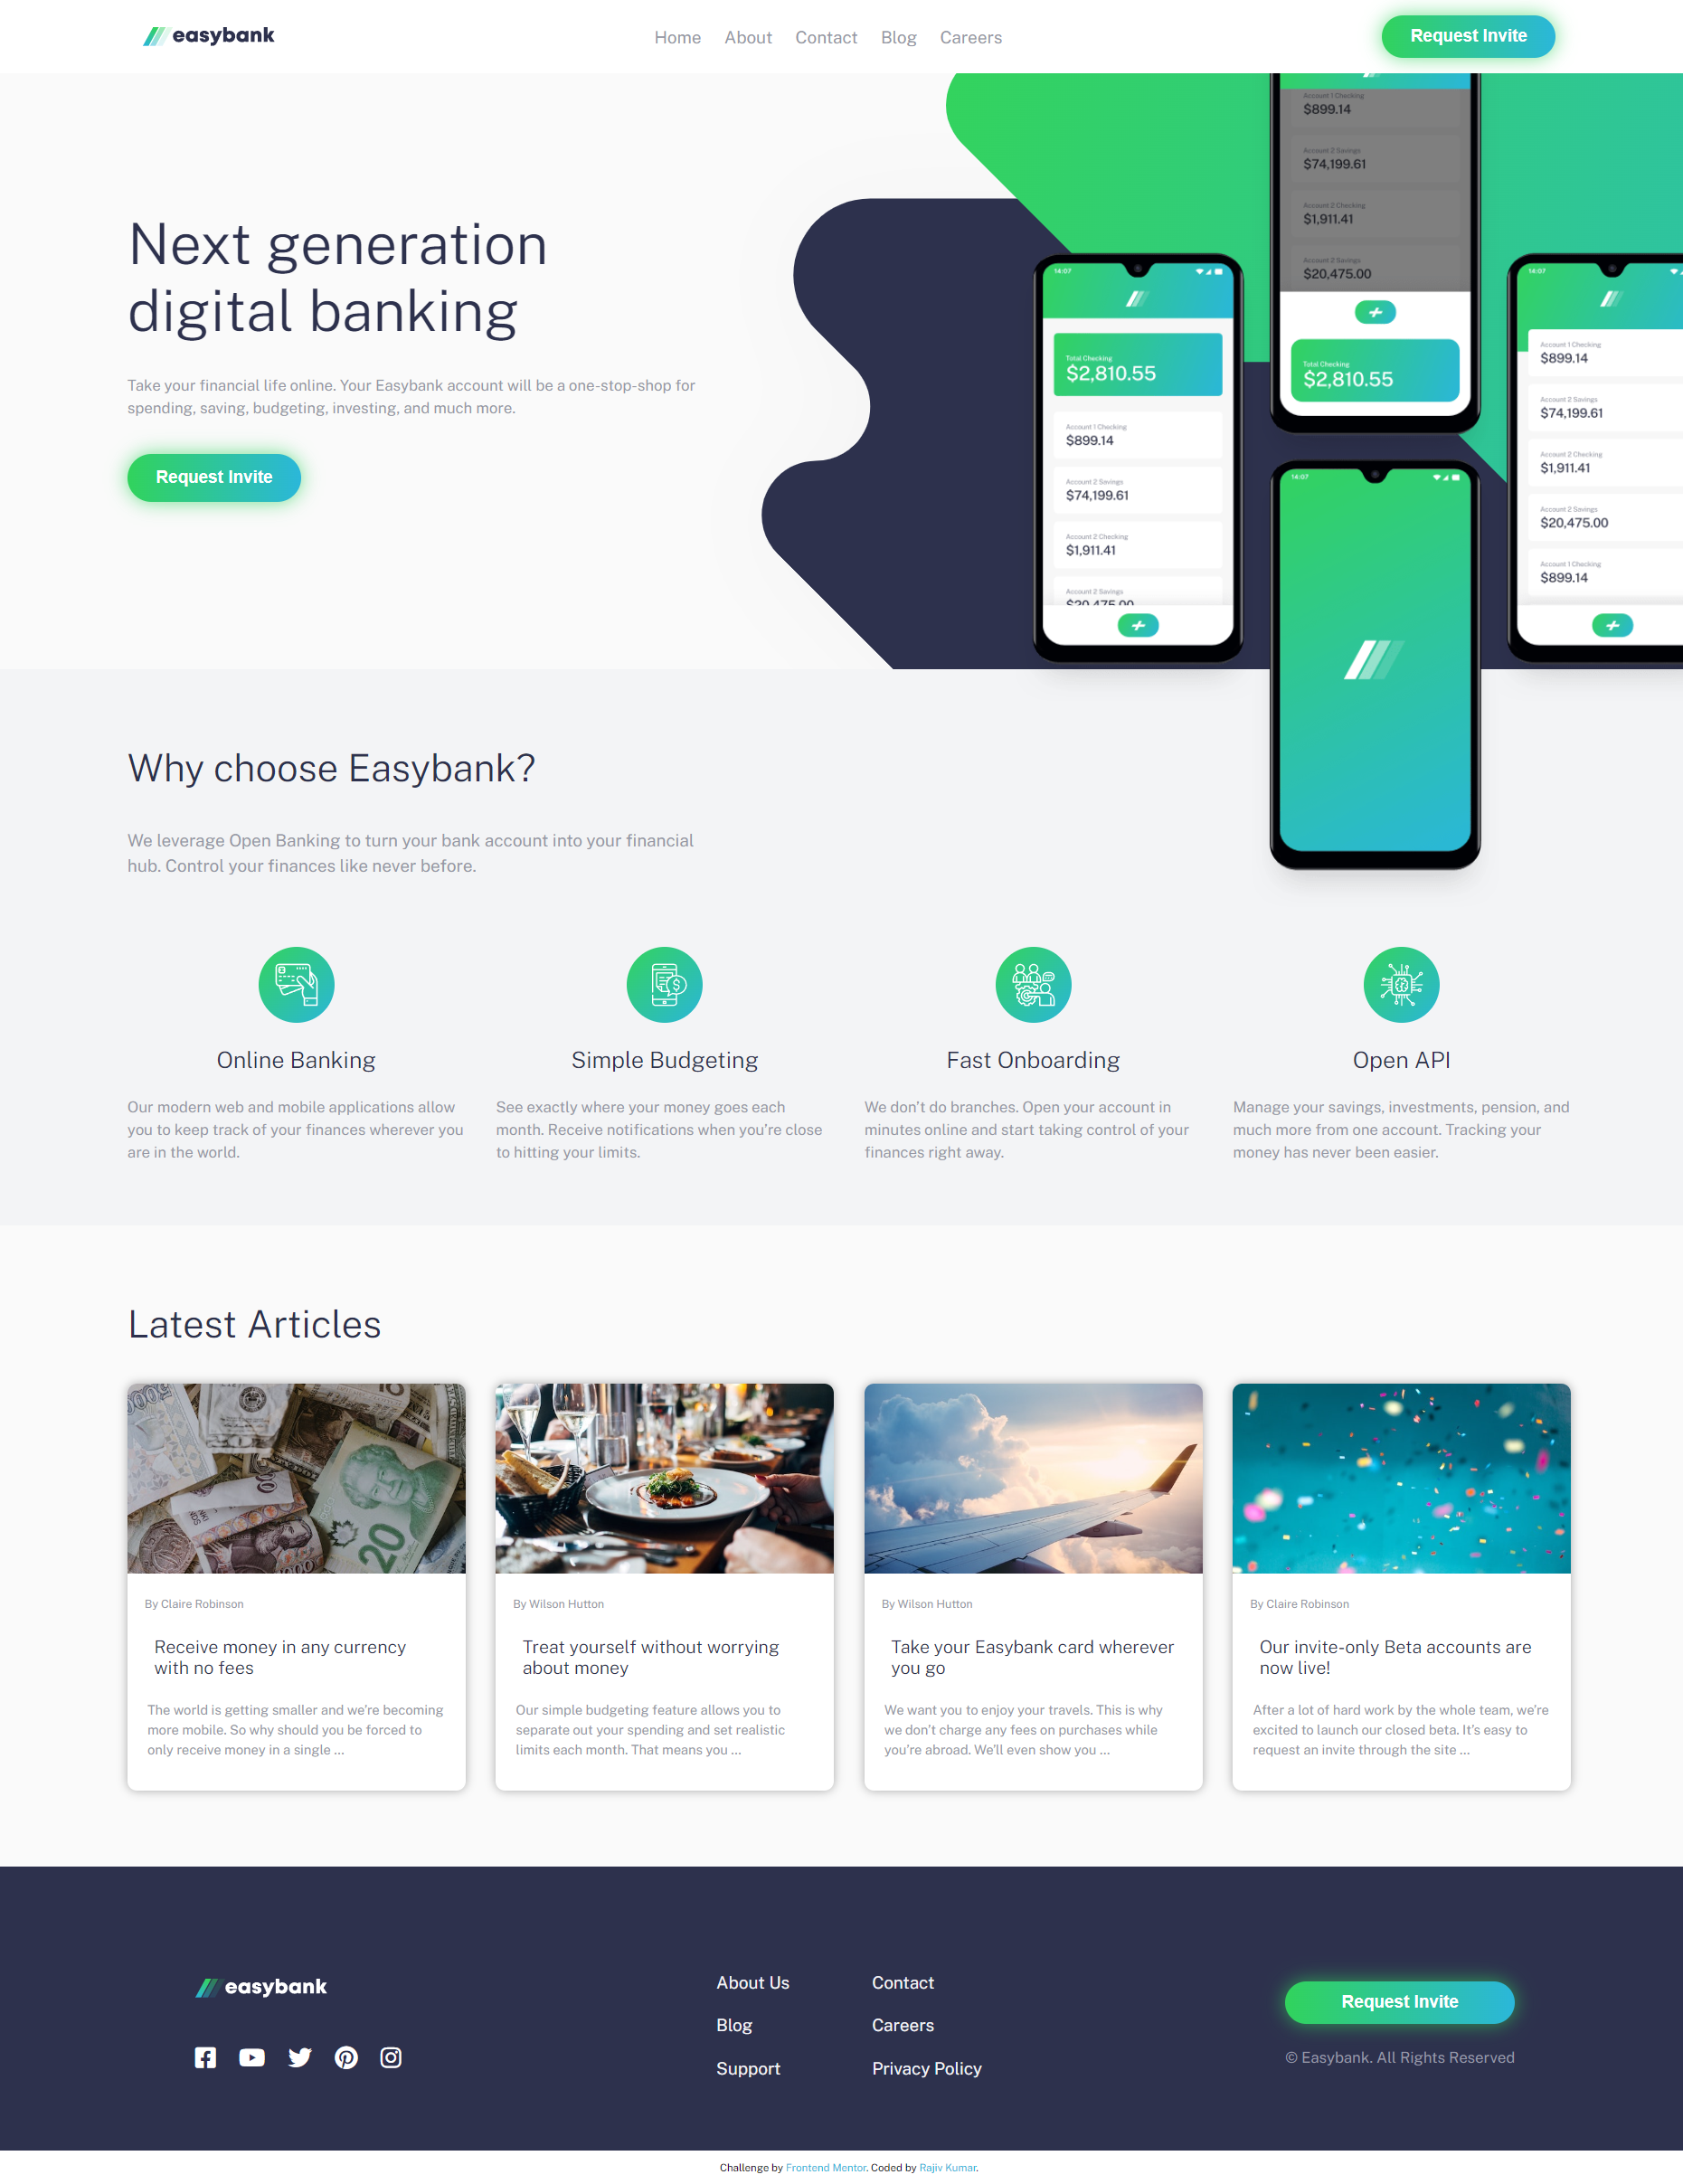 easybank
Home About Contact Blog Careers
Request Invite
Next generation
digital banking
Take your financial life online. Your Easybank account will be a one-stop-shop for
spending, saving, budgeting, investing, and much more.
Request Invite
Account 1 Checking
$899.14
Account 2 Savings
$74,199.61
Account 2 Checking
$1,911.41
Account 2 Savings
$20,475.00
Total Checking
$2,810.55
14:07
Total Checking
$2,810.55
Account 1 Checking
$899.14
Account 2 Savings
$74,199.61
Account 2 Checking
$1,911.41
Account 2 Savings
$20,475.00
14:07
Account 1 Checking
$899.14
Account 2 Savings
$74,199.61
Account 2 Checking
$1,911.41
Account 2 Savings
$20,475.00
Account 1 Checking
$899.14
14:07
Why choose Easybank?
We leverage Open Banking to turn your bank account into your financial
hub. Control your finances like never before.
Online Banking
Our modern web and mobile applications allow
you to keep track of your finances wherever you
are in the world.
Simple Budgeting
See exactly where your money goes each
month. Receive notifications when you're close
to hitting your limits.
Fast Onboarding
We don't do branches. Open your account in
minutes online and start taking control of your
finances right away.
Open API
Manage your savings, investments, pension, and
much more from one account. Tracking your
money has never been easier.
Latest Articles
20
By Claire Robinson
Receive money in any currency
with no fees
The world is getting smaller and we're becoming
more mobile. So why should you be forced to
only receive money in a single ...
By Wilson Hutton
Treat yourself without worrying
about money
Our simple budgeting feature allows you to
separate out your spending and set realistic
limits each month. That means you ...
By Wilson Hutton
Take your Easybank card wherever
you go
We want you to enjoy your travels. This is why
we don't charge any fees on purchases while
you're abroad. We'll even show you ...
By Claire Robinson
Our invite-only Beta accounts are
now live!
After a lot of hard work by the whole team, we're
excited to launch our closed beta. It's easy to
request an invite through the site ...
easybank
About Us
Blog
Support
Contact
Careers
Privacy Policy
Request Invite
© Easybank. All Rights Reserved
Challenge by Frontend Mentor. Coded by Rajiv Kumar.